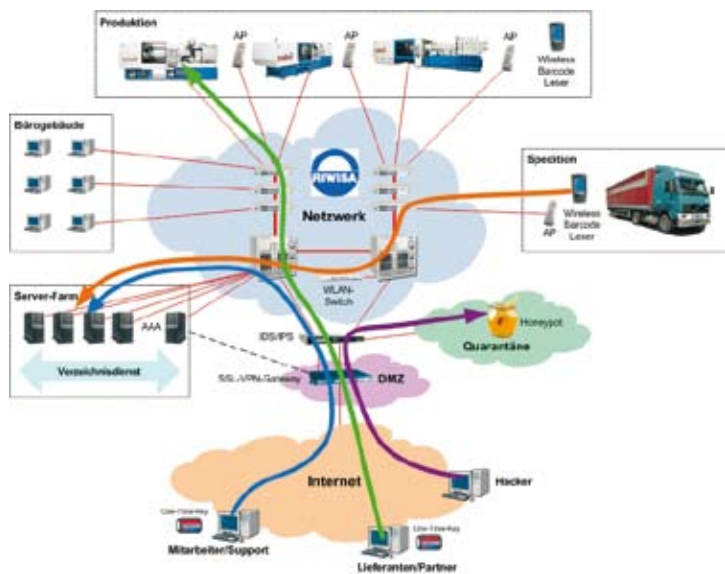 Produktion
AP
AP
AP
Wireless
Barcode
Leser
Bürogebäude
RIWISA
Netzwerk
Spedition
AP
Wireless
Barcode
Leser
WLAN-
Switch
Server-Farm
AAA
Verzeichnisdienst
IDS/IPS
Honeypot
Quarantäne
SSL-VPN-Gateway
DMZ
Internet
Hacker
One-Time-Key
Mitarbeiter/Support
One-Time-Key
Lieferanten/Partner